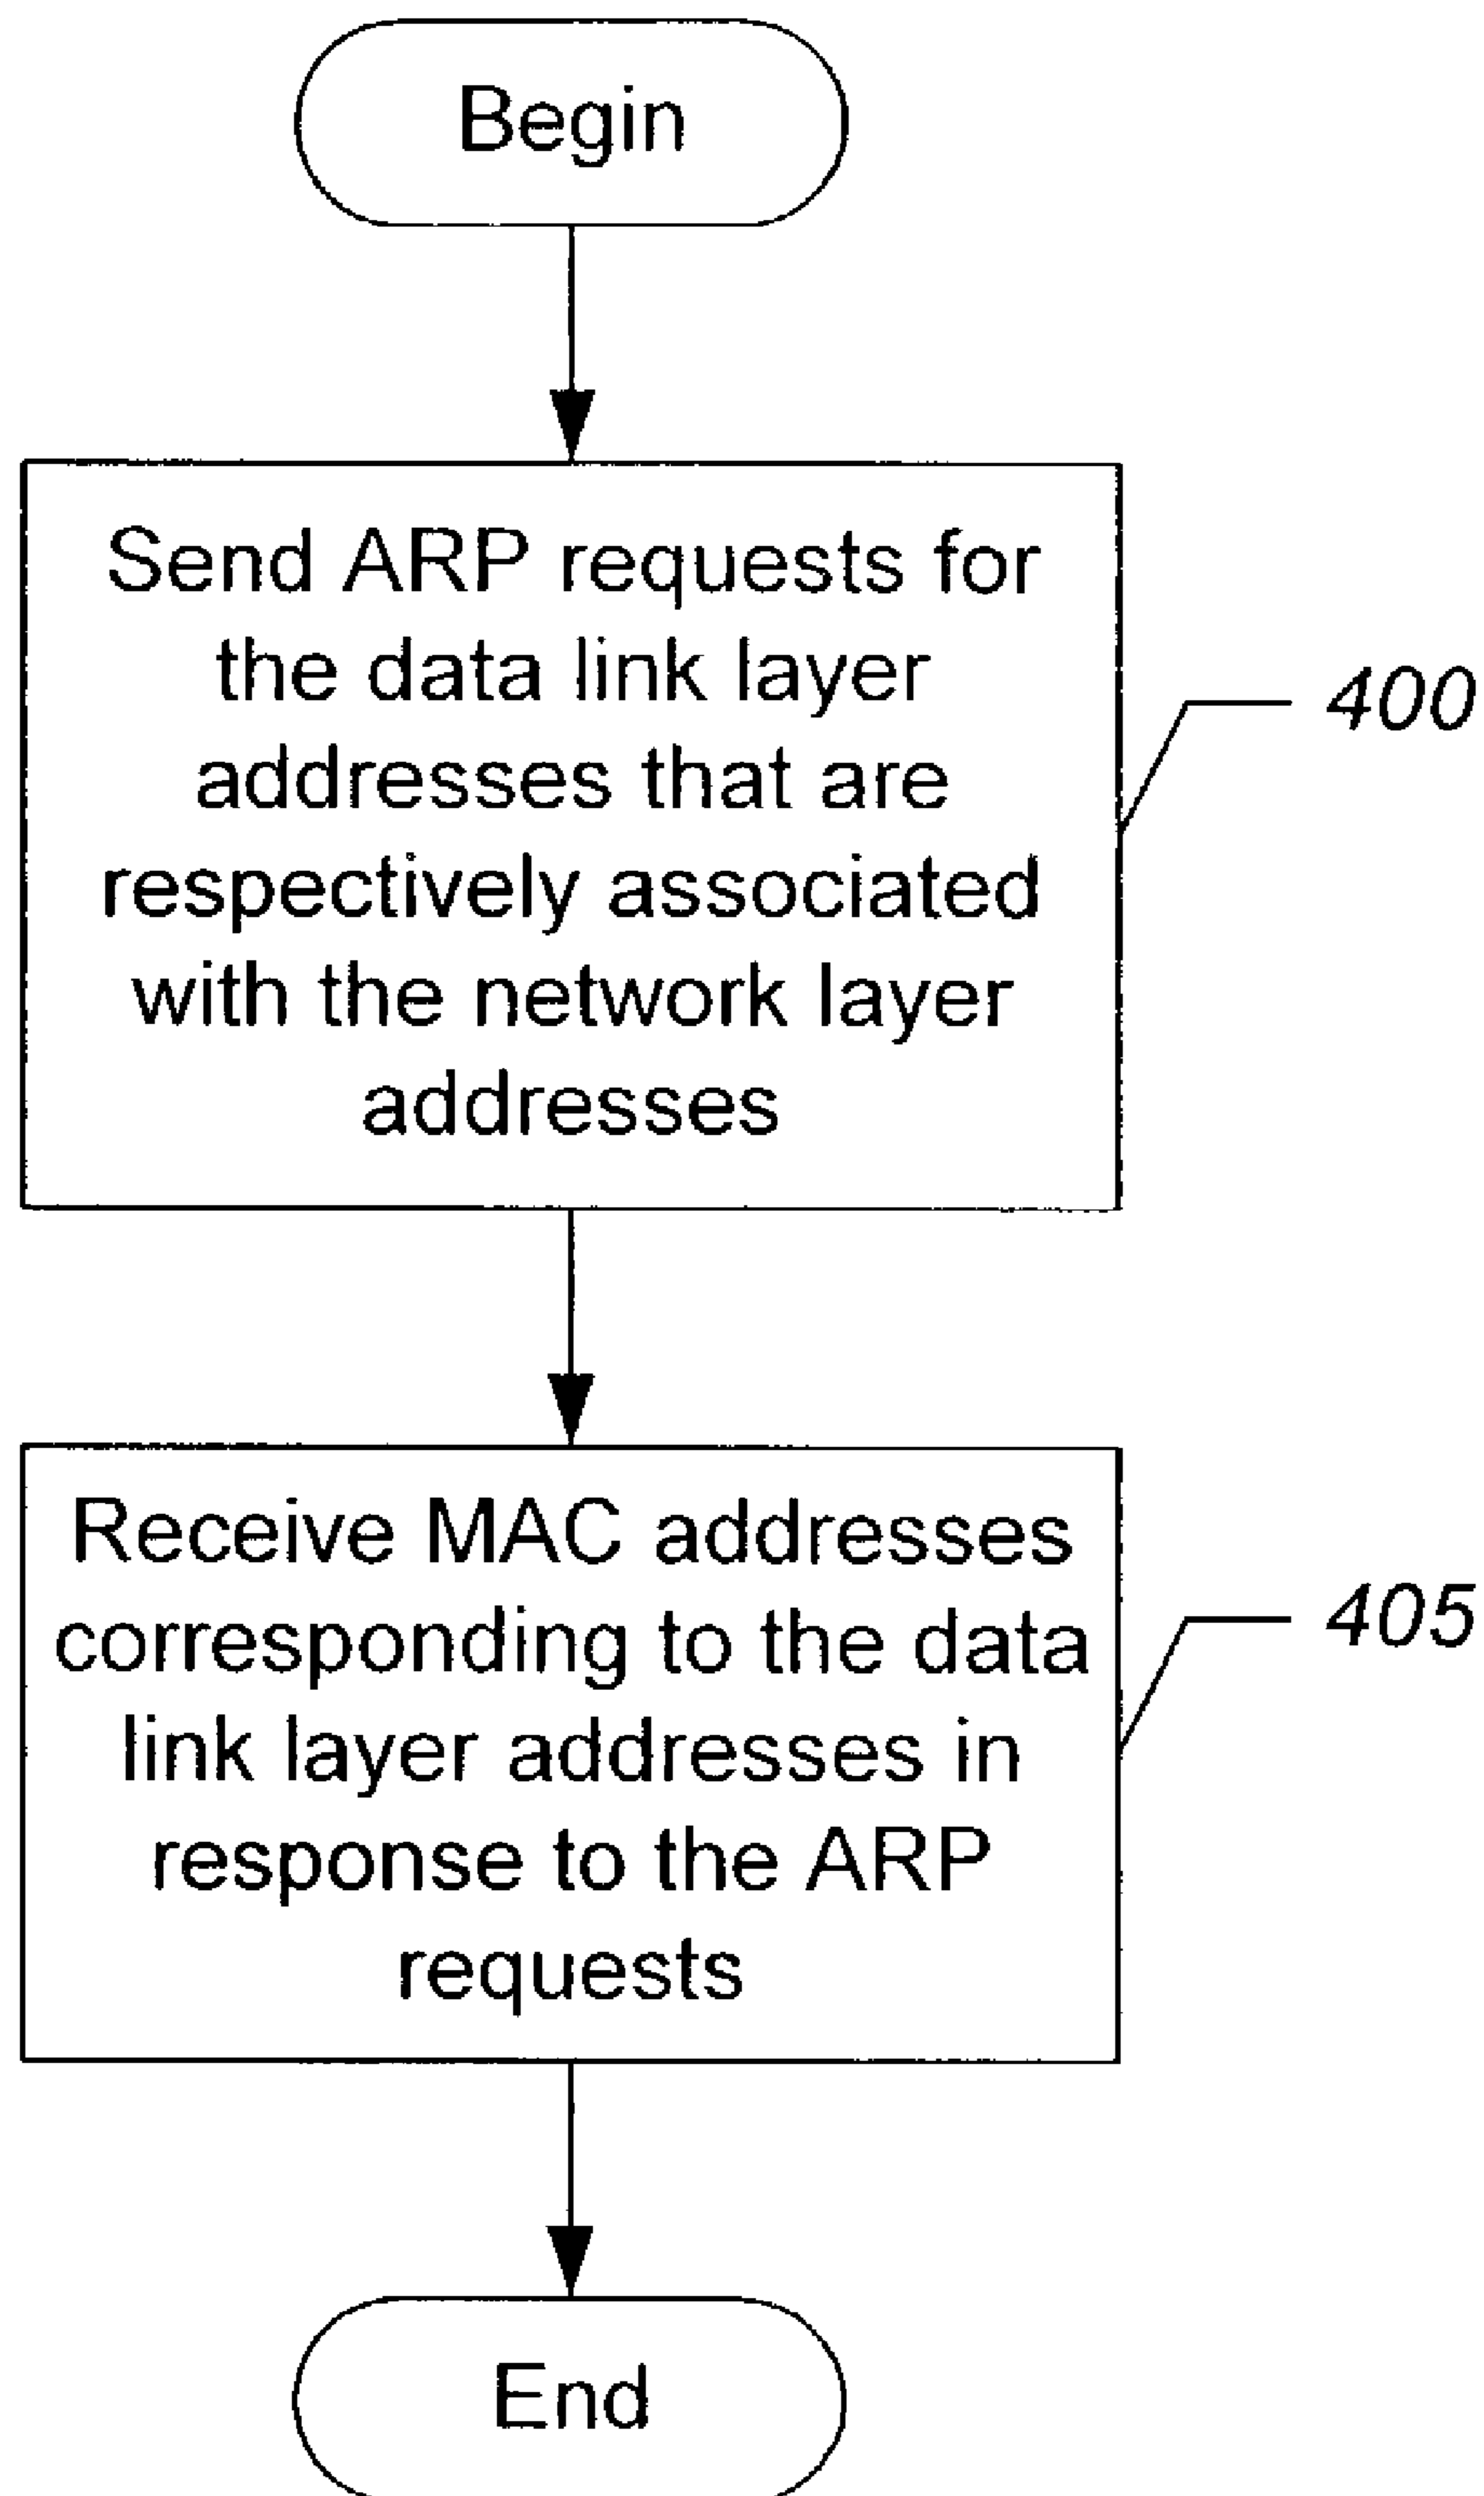 Begin
Send ARP requests for
the data link layer
addresses that are
respectively associated
with the network layer
addresses
400
Receive MAC addresses
corresponding to the data
link layer addresses in
response to the ARP
requests
405
End